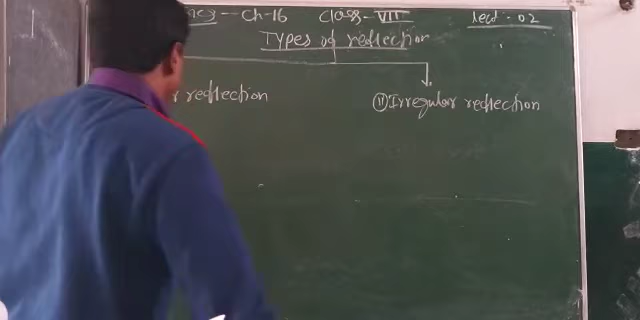 Ch-16 Class-VII Lect-02
Types of reflection
reflection (II) Irregular reflection